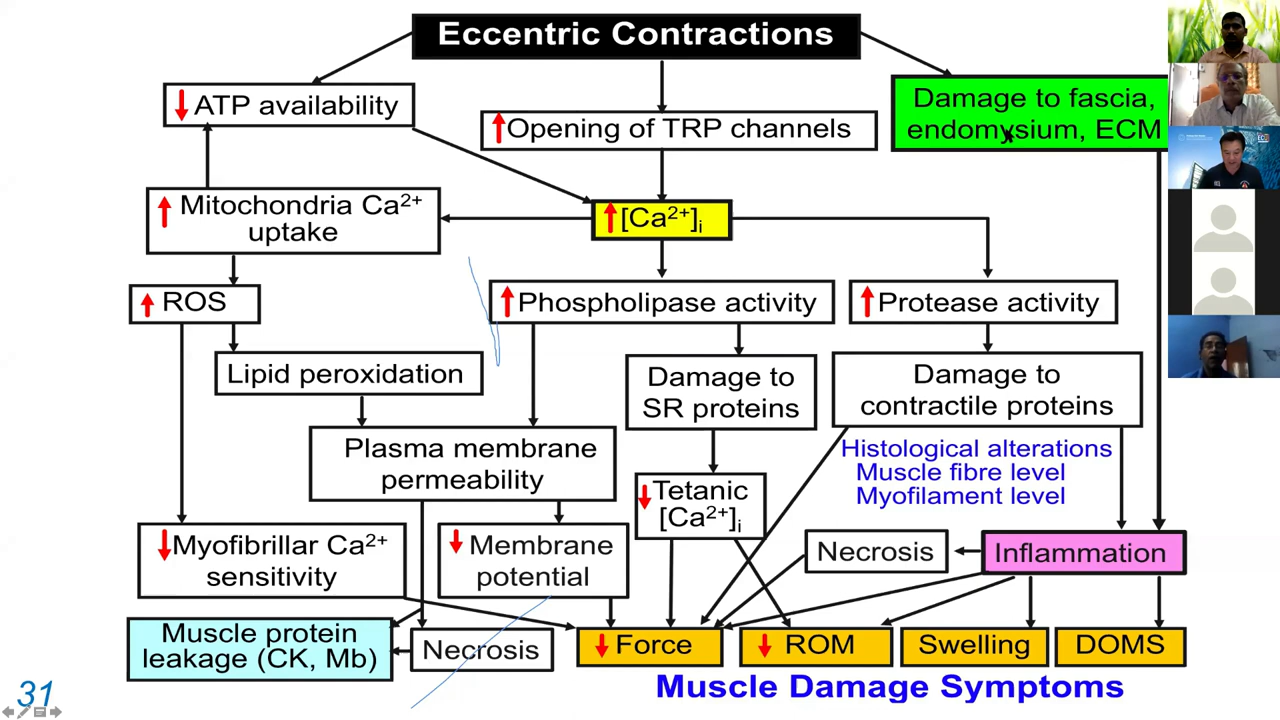 Eccentric Contractions
ATP availability
Opening of TRP channels
Damage to fascia,
endomysium, ECM
Mitochondria Ca²⁺
uptake
[Ca²⁺]ᵢ
ROS
Phospholipase activity
Protease activity
Lipid peroxidation
Damage to
SR proteins
Damage to
contractile proteins
Plasma membrane
permeability
Histological alterations
Muscle fibre level
Myofilament level
Tetanic
[Ca²⁺]ᵢ
Myofibrillar Ca²⁺
sensitivity
Membrane
potential
Necrosis
Inflammation
Muscle protein
leakage (CK, Mb)
Necrosis
Force
ROM
Swelling
DOMS
Muscle Damage Symptoms
31